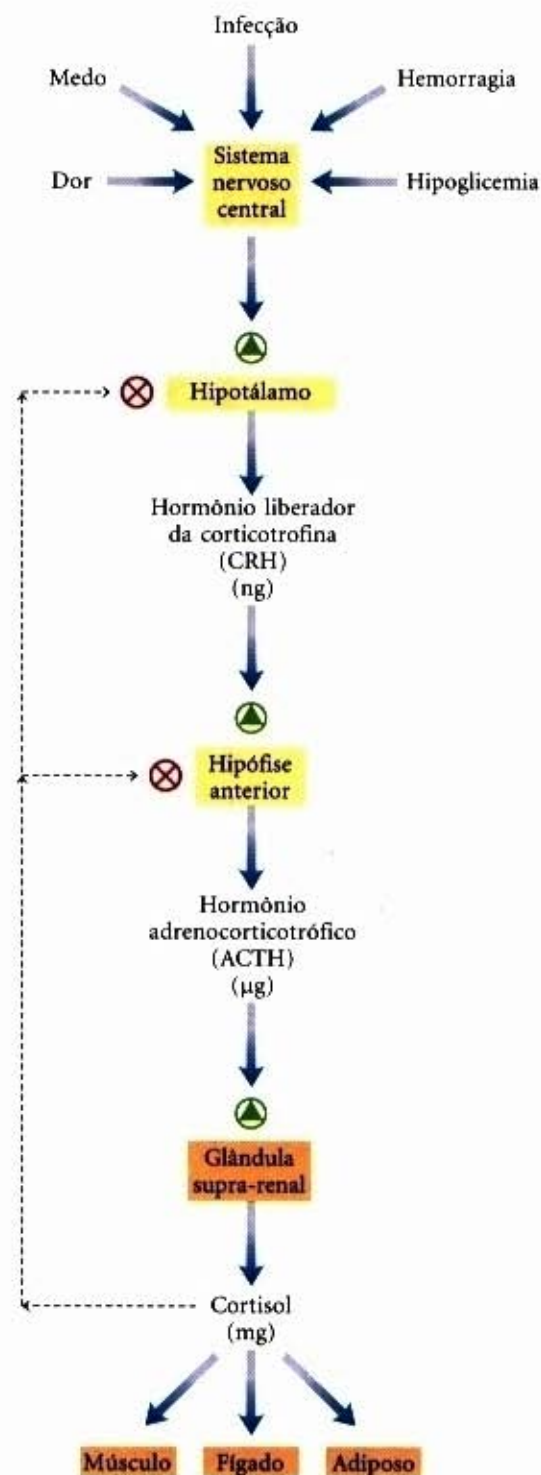 Infecção
Medo
Hemorragia
Sistema
nervoso
central
Dor
Hipoglicemia
Hipotálamo
Hormônio liberador
da corticotrofina
(CRH)
(ng)
Hipófise
anterior
Hormônio
adrenocorticotrófico
(ACTH)
(µg)
Glândula
supra-renal
Cortisol
(mg)
Músculo
Fígado
Adiposo